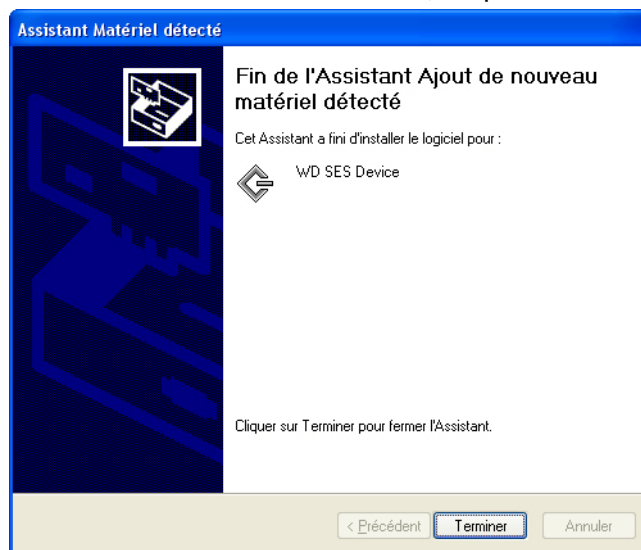 Assistant Matériel détecté
Fin de l'Assistant Ajout de nouveau
matériel détecté
Cet Assistant a fini d'installer le logiciel pour :
WD SES Device
Cliquer sur Terminer pour fermer l'Assistant.
< Précédent Terminer Annuler